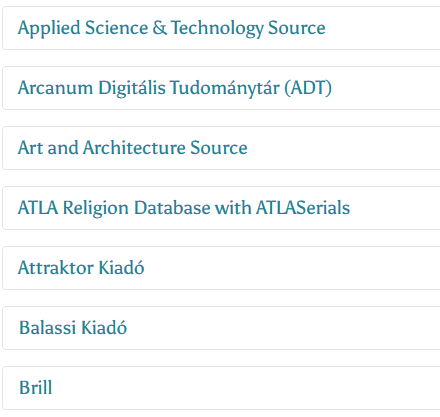 Applied Science & Technology Source
Arcanum Digitális Tudománytár (ADT)
Art and Architecture Source
ATLA Religion Database with ATLASerials
Attraktor Kiadó
Balassi Kiadó
Brill